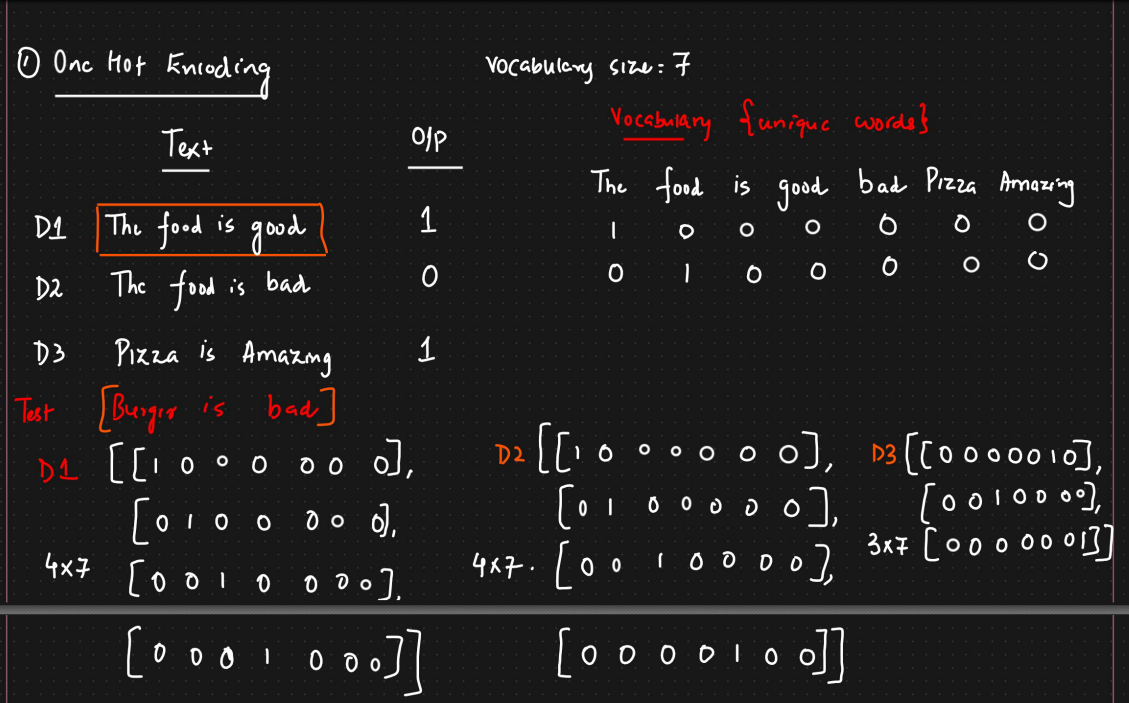 ① One Hot Encoding
Vocabulary size = 7
Vocabulary {unique words}
Text O/P
The food is good bad Pizza Amazing
D1 The food is good 1
1 0 0 0 0 0 0
D2 The food is bad 0
0 1 0 0 0 0 0
D3 Pizza is Amazing 1
Test [Burger is bad]
D1 [[1 0 0 0 0 0 0],
[0 1 0 0 0 0 0],
4x7 [0 0 1 0 0 0 0],
[0 0 0 1 0 0 0]]
D2 [[1 0 0 0 0 0 0],
[0 1 0 0 0 0 0],
4x7. [0 0 1 0 0 0 0],
[0 0 0 0 1 0 0]]
D3 [[0 0 0 0 0 1 0],
[0 0 1 0 0 0 0],
3x7 [0 0 0 0 0 0 1]]